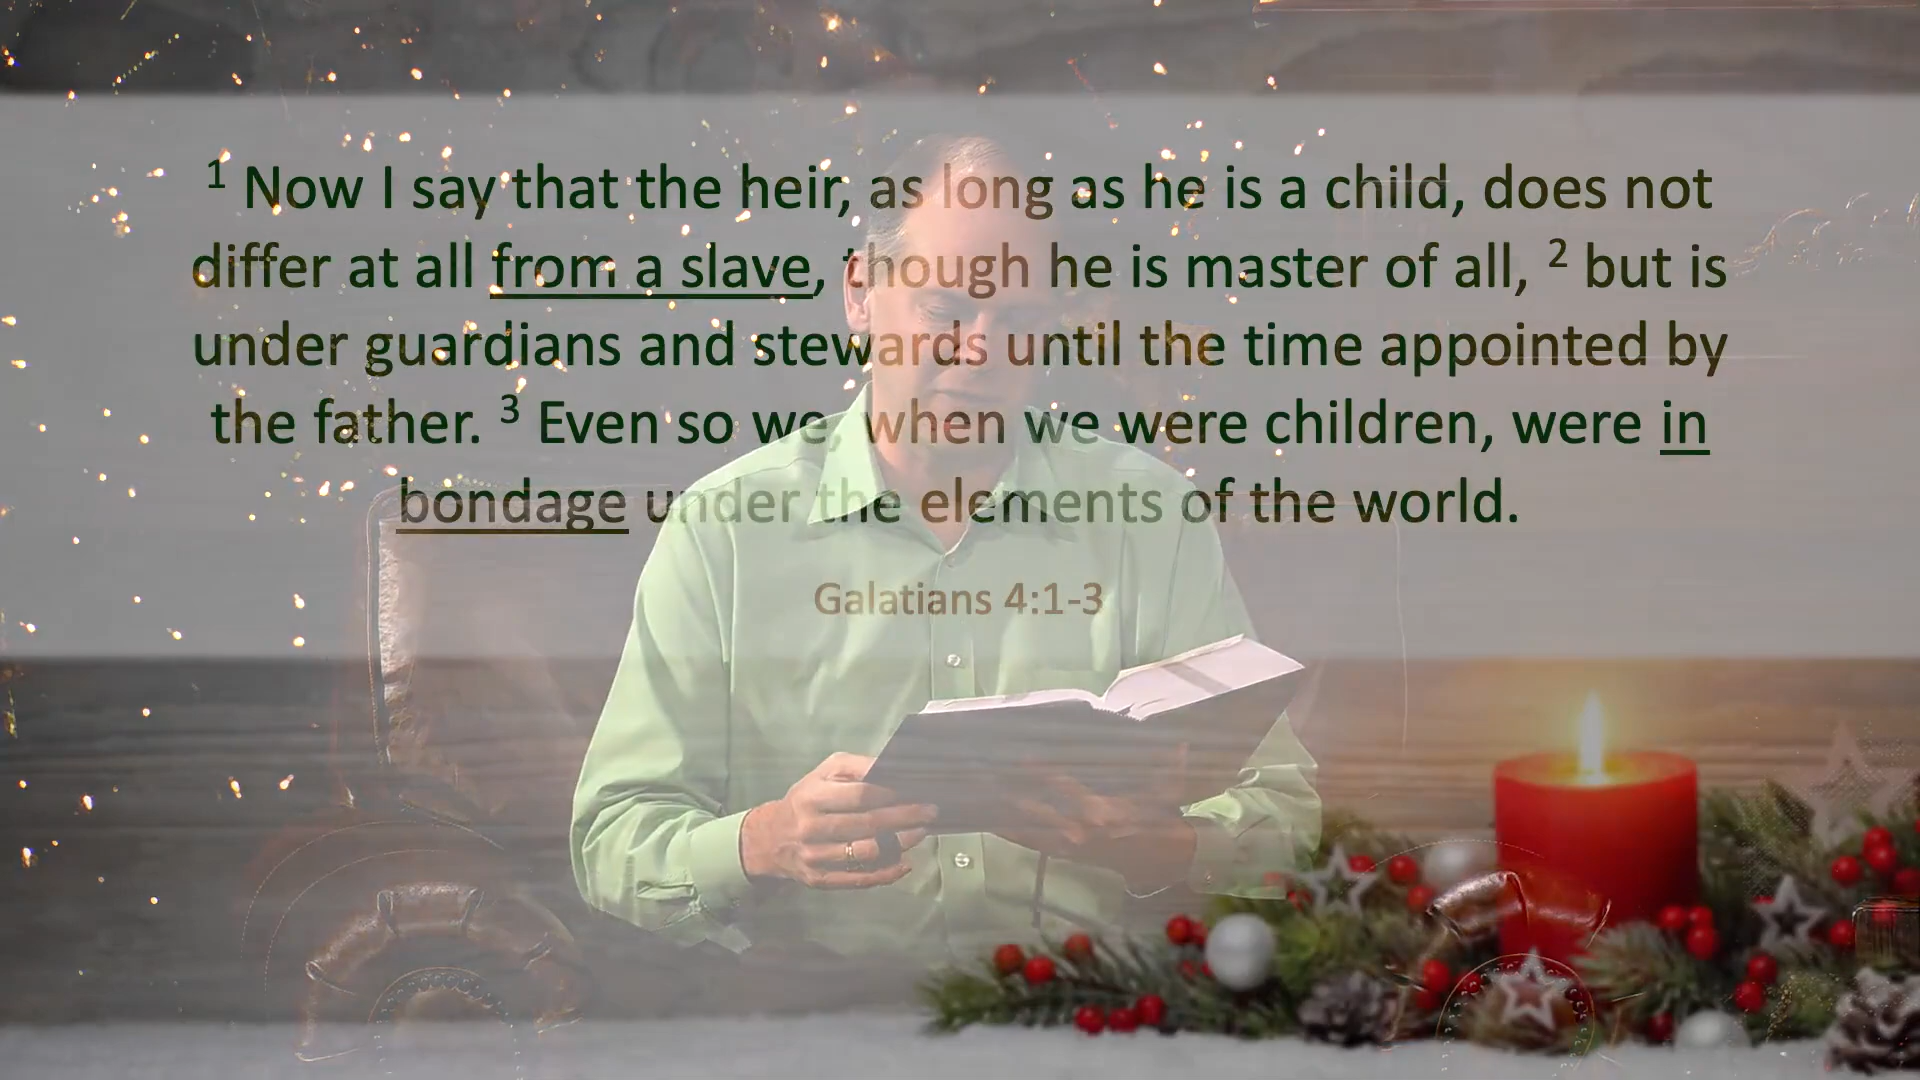 1 Now I say that the heir, as long as he is a child, does not
differ at all from a slave, though he is master of all, 2 but is
under guardians and stewards until the time appointed by
the father. 3 Even so we, when we were children, were in
bondage under the elements of the world.
Galatians 4:1-3